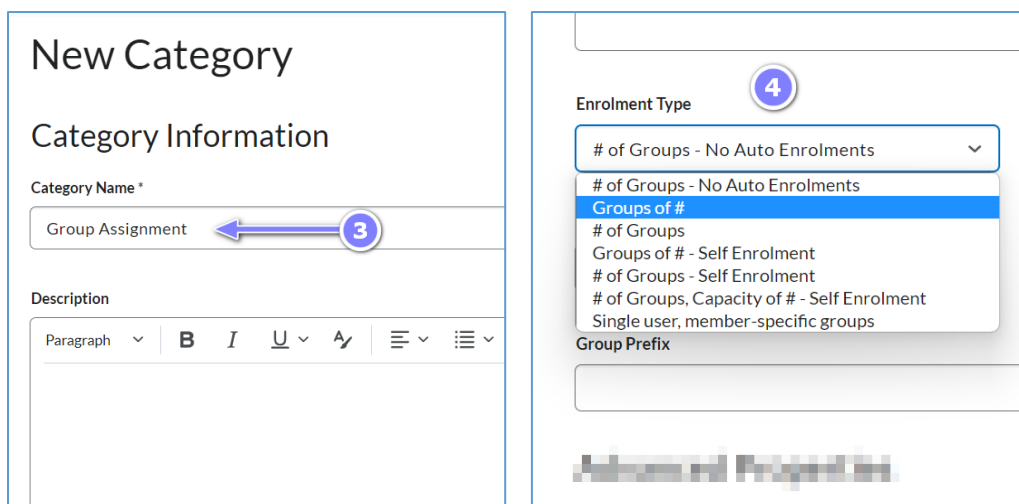 New Category
Category Information
Category Name *
Group Assignment
3
Description
Paragraph
B I U A
4
Enrolment Type
# of Groups - No Auto Enrolments
# of Groups - No Auto Enrolments
Groups of #
# of Groups
Groups of # - Self Enrolment
# of Groups - Self Enrolment
# of Groups, Capacity of # - Self Enrolment
Single user, member-specific groups
Group Prefix